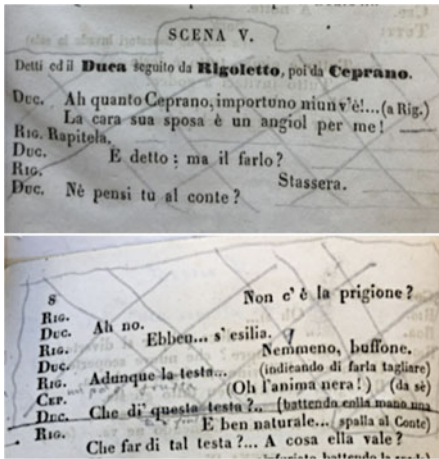 SCENA V.
Detti ed il Duca seguito da Rigoletto, poi da Ceprano.
Duc. Ah quanto Ceprano, importuno niun v'è!...(a Rig.)
La cara sua sposa è un angiol per me!
Rig. Rapitela.
Duc. È detto: ma il farlo?
Rig. Stassera.
Duc. Nè pensi tu al conte?
8
Rig. Non c'è la prigione?
Duc. Ah no.
Rig. Ebben... s'esilia.
Duc. Nemmeno, buffone.
Rig. Adunque la testa... (indicando di farla tagliare)
Cep. (Oh l'anima nera!) (da sè)
Duc. Che di' questa testa?.. (battendo colla mano una
Rig. È ben naturale... spalla al Conte)
Che far di tal testa?... A cosa ella vale?